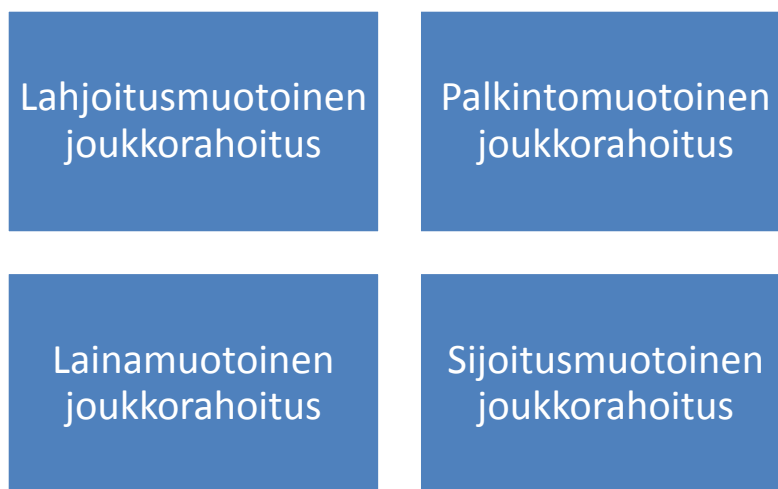 Lahjoitusmuotoinen
joukkorahoitus
Palkintomuotoinen
joukkorahoitus
Lainamuotoinen
joukkorahoitus
Sijoitusmuotoinen
joukkorahoitus